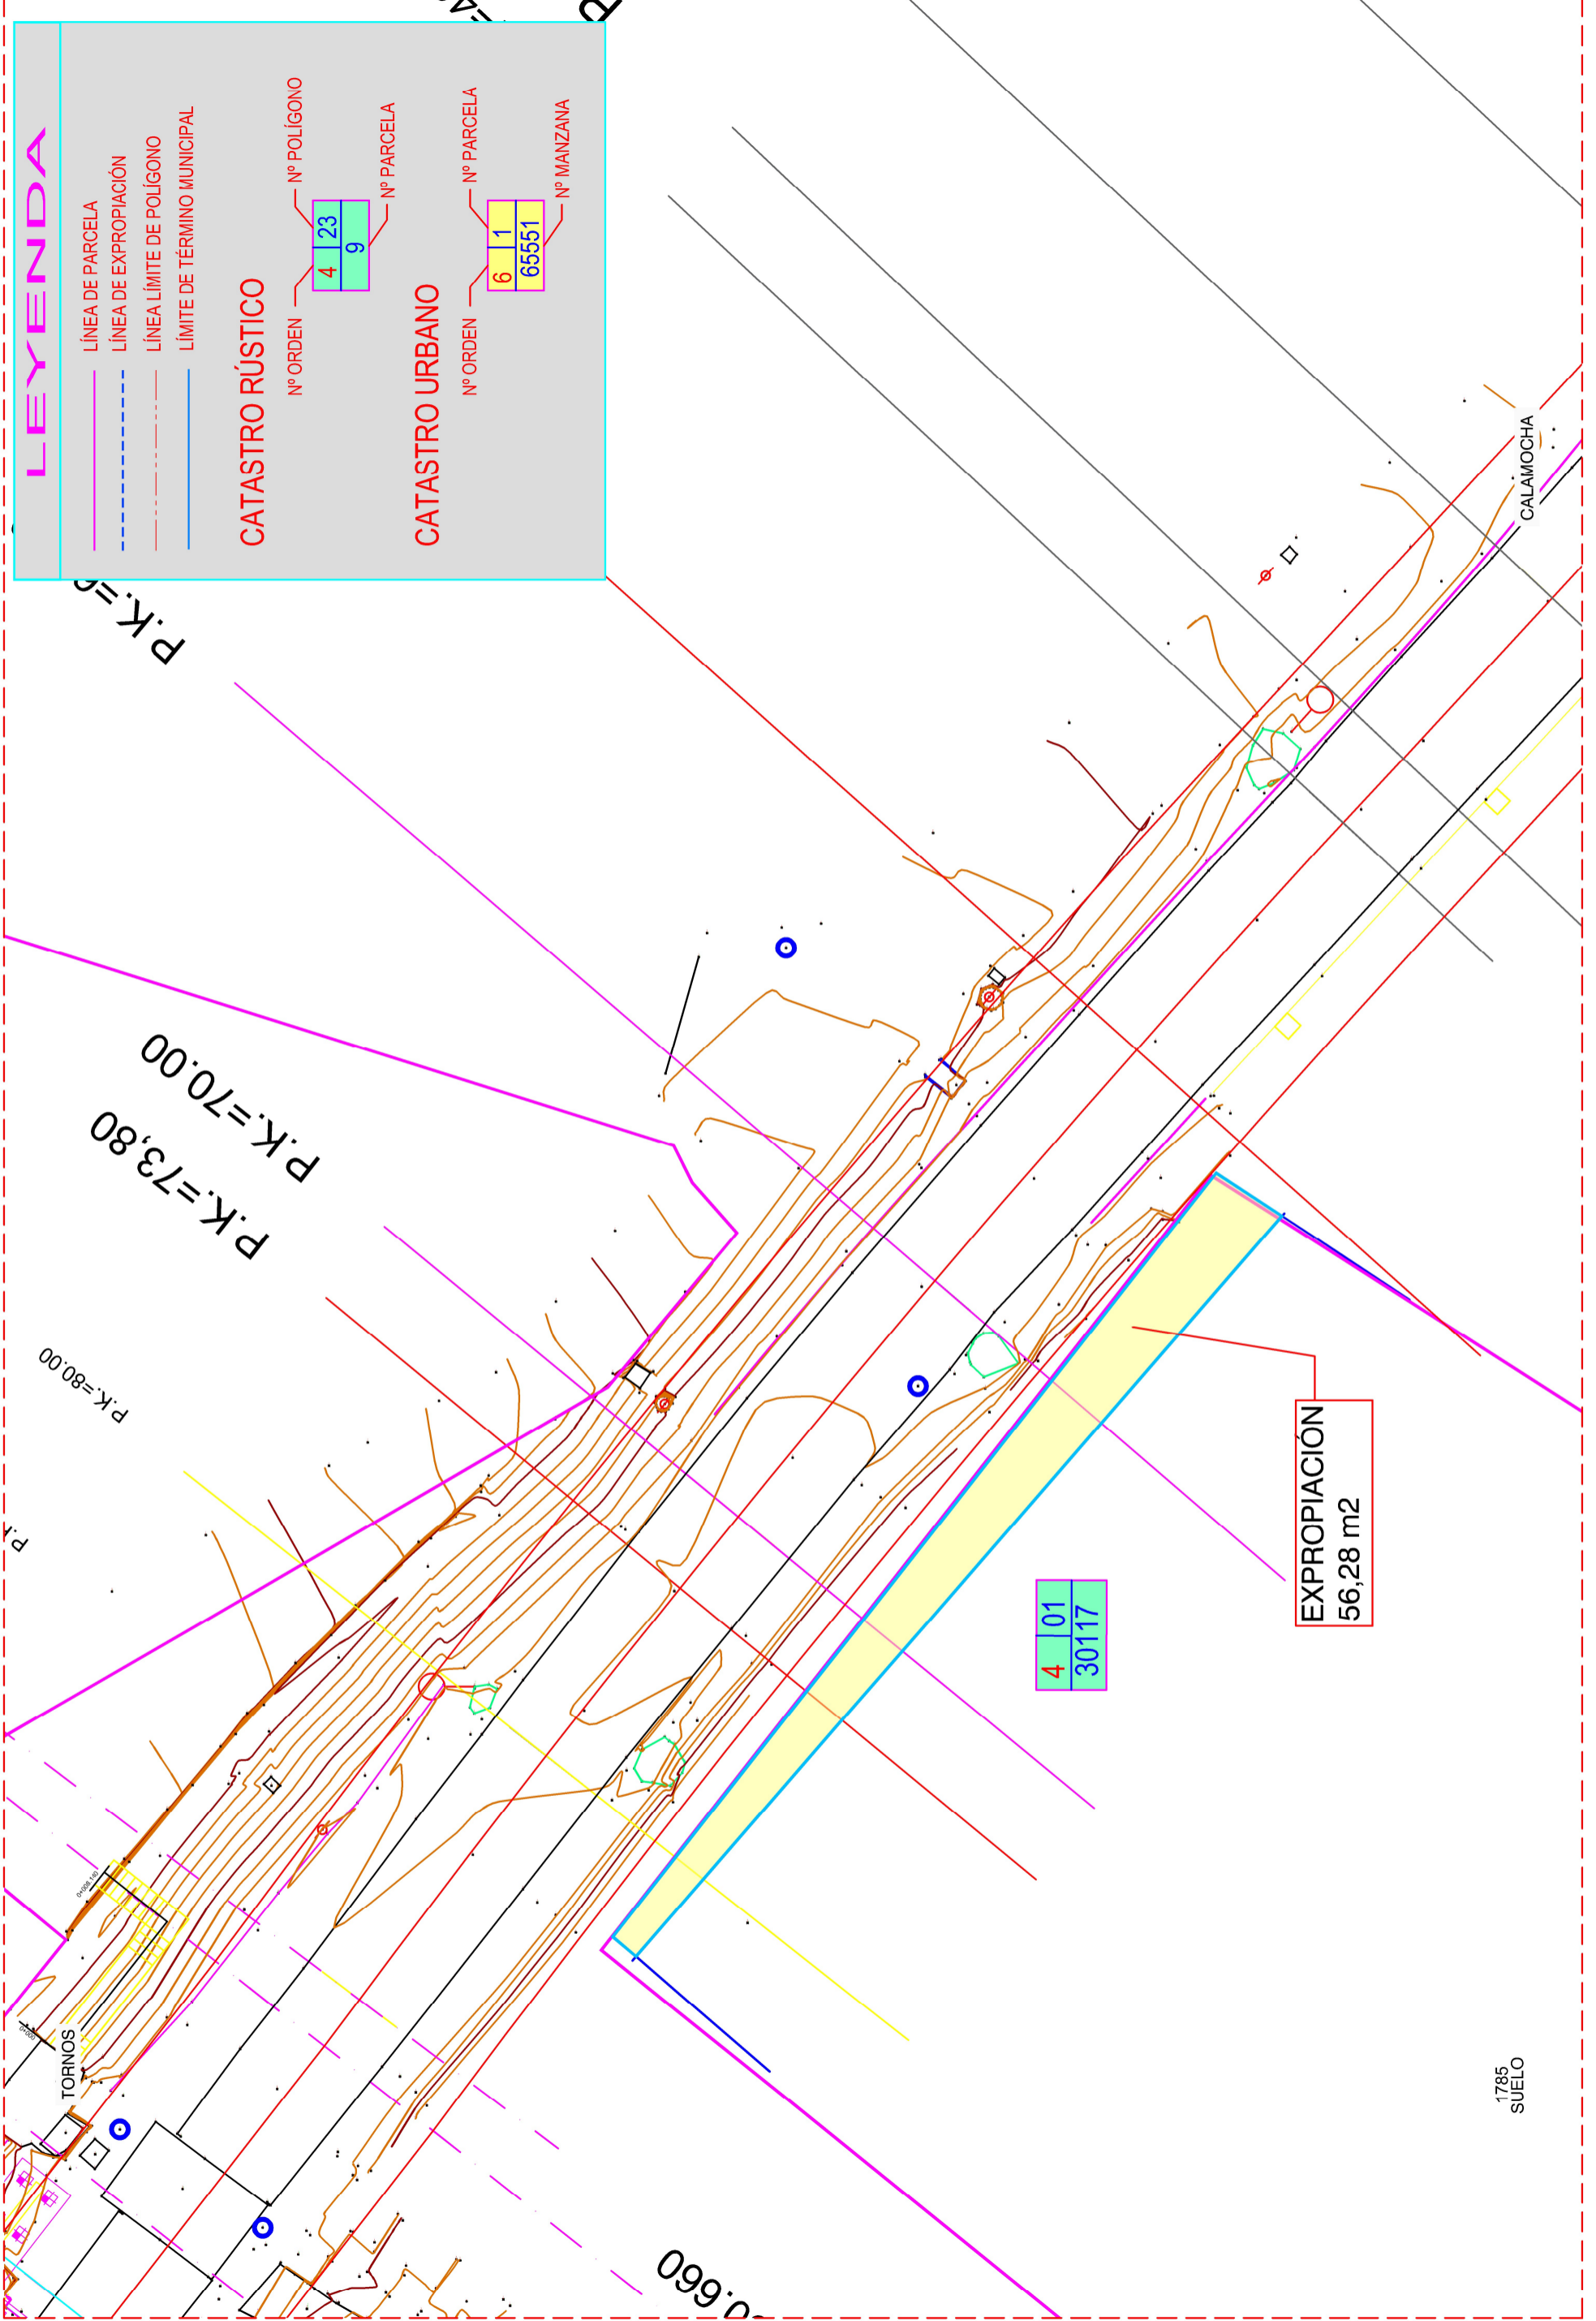 LEYENDA
LÍNEA DE PARCELA
LÍNEA DE EXPROPIACIÓN
LÍNEA LÍMITE DE POLÍGONO
LÍMITE DE TÉRMINO MUNICIPAL
CATASTRO RÚSTICO
Nº ORDEN
Nº POLÍGONO
4 23
9
Nº PARCELA
CATASTRO URBANO
Nº ORDEN
Nº PARCELA
6 1
65551
Nº MANZANA
P.K.=70.00
P.K.=73,80
P.K.=80.00
CALAMOCHA
TORNOS
EXPROPIACIÓN
56,28 m2
4 01
30117
1785
SUELO
0+000